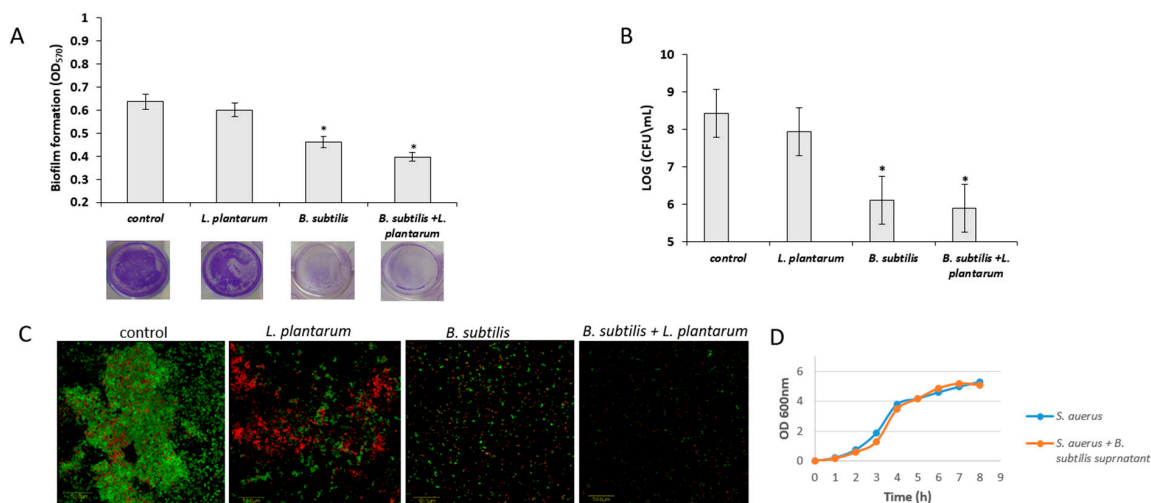 A
Biofilm formation (OD570)
0.9
0.8
0.7
0.6
0.5
0.4
0.3
0.2
*
*
control
L. plantarum
B. subtilis
B. subtilis +L.
plantarum
B
LOG (CFU\mL)
10
9
8
7
6
5
*
*
control
L. plantarum
B. subtilis
B. subtilis +L.
plantarum
C
control
L. plantarum
B. subtilis
B. subtilis + L. plantarum
D
OD 600nm
6
4
2
0
0 1 2 3 4 5 6 7 8 9
Time (h)
S. auerus
S. auerus + B.
subtilis suprnatant